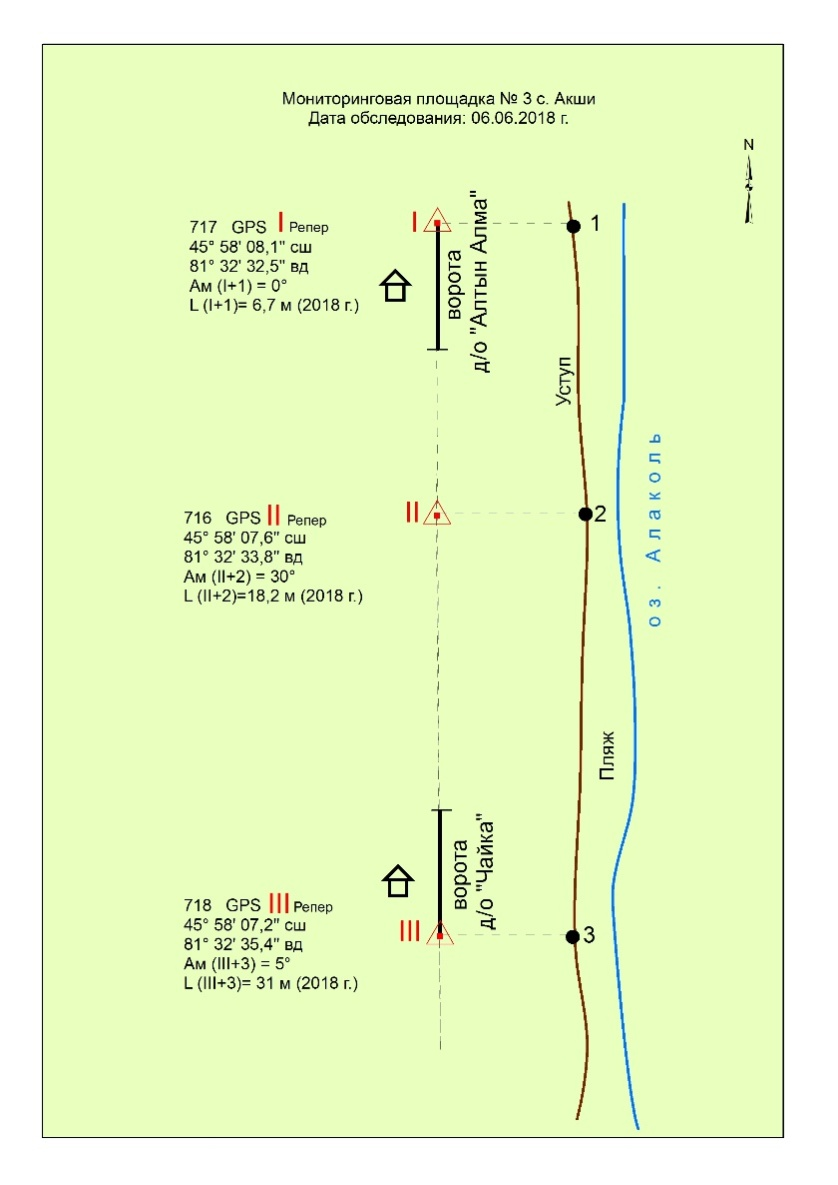 Мониторинговая площадка № 3 с. Акши
Дата обследования: 06.06.2018 г.
N
717 GPS I Репер
45° 58' 08,1" сш
81° 32' 32,5" вд
Ам (I+1) = 0°
L (I+1)= 6,7 м (2018 г.)
I
ворота
д/о "Алтын Алма"
1
Уступ
716 GPS II Репер
45° 58' 07,6" сш
81° 32' 33,8" вд
Ам (II+2) = 30°
L (II+2)=18,2 м (2018 г.)
II
2
оз. Алаколь
Пляж
718 GPS III Репер
45° 58' 07,2" сш
81° 32' 35,4" вд
Ам (III+3) = 5°
L (III+3)= 31 м (2018 г.)
III
ворота
д/о "Чайка"
3